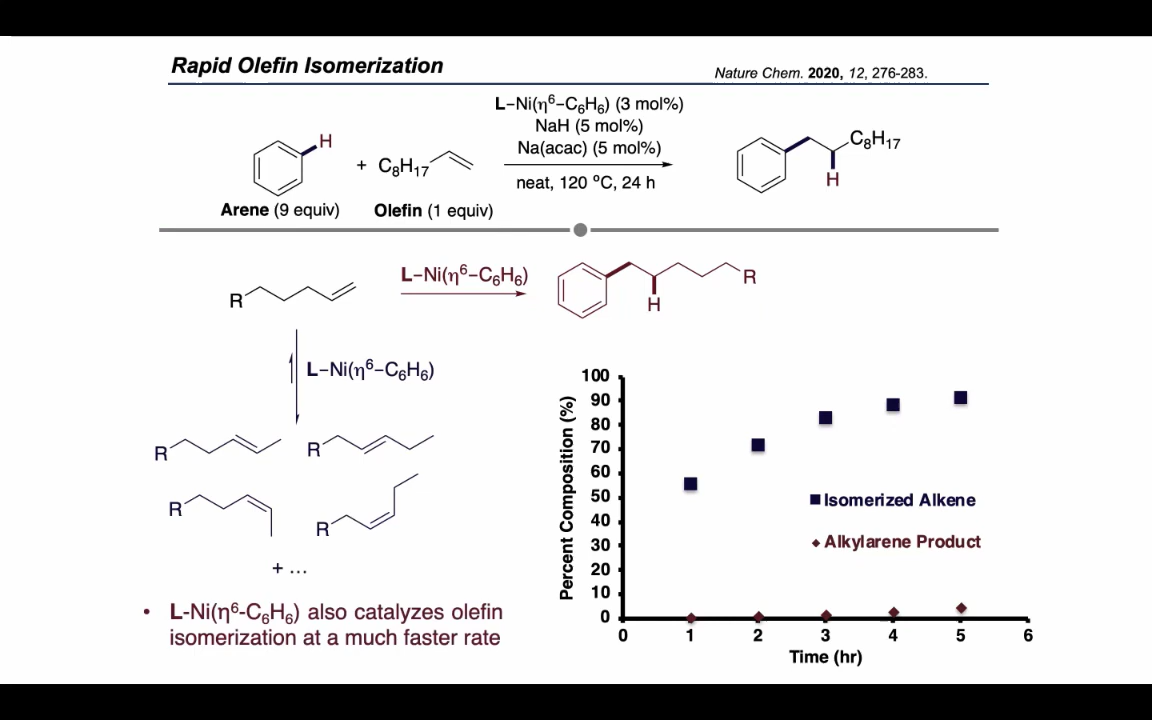 Rapid Olefin Isomerization
Nature Chem. 2020, 12, 276-283.
L–Ni(η⁶–C₆H₆) (3 mol%)
NaH (5 mol%)
Na(acac) (5 mol%)
neat, 120 ºC, 24 h
H
+ C₈H₁₇
C₈H₁₇
H
Arene (9 equiv)
Olefin (1 equiv)
R
L–Ni(η⁶–C₆H₆)
R
H
L–Ni(η⁶–C₆H₆)
R
R
R
R
+ ...
• L-Ni(η⁶-C₆H₆) also catalyzes olefin
isomerization at a much faster rate
Percent Composition (%)
100
90
80
70
60
50
40
30
20
10
0
Isomerized Alkene
Alkylarene Product
0 1 2 3 4 5 6
Time (hr)